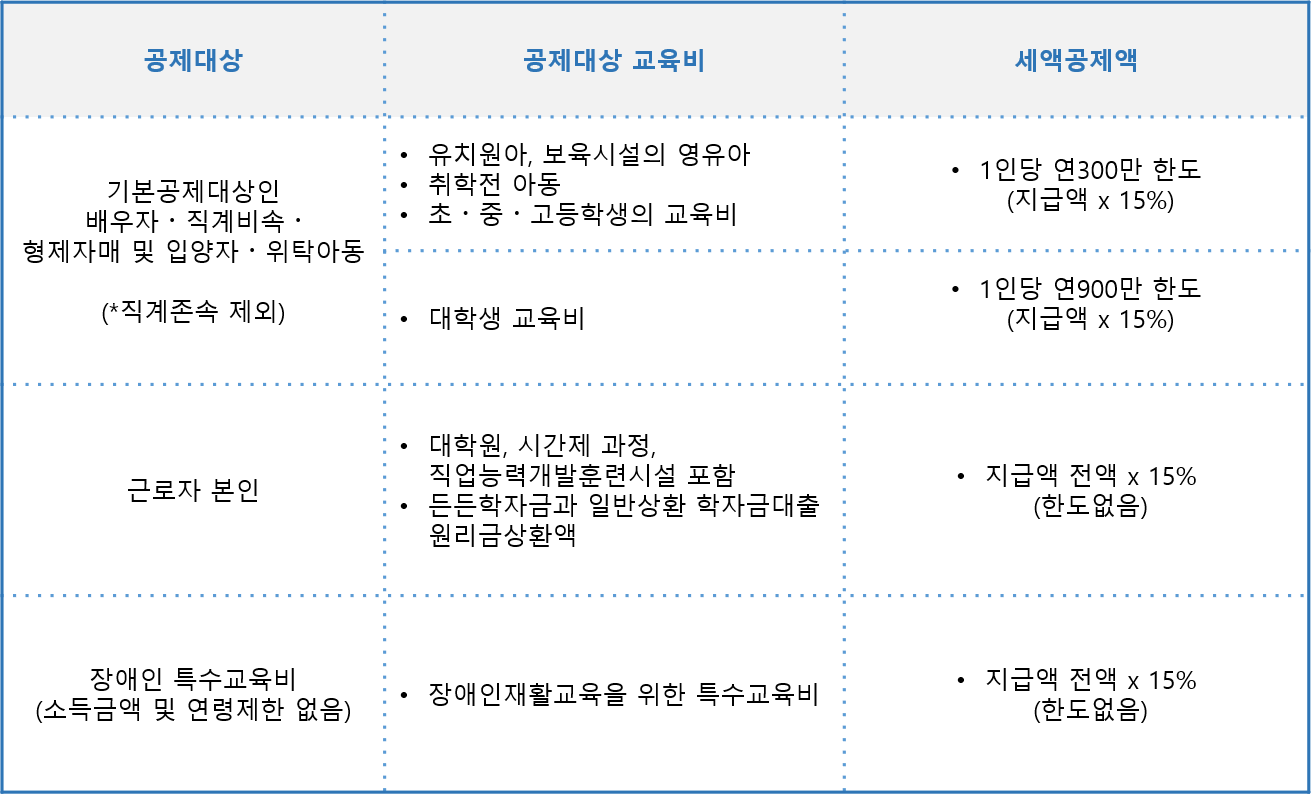 공제대상
공제대상 교육비
세액공제액
기본공제대상인
배우자·직계비속·
형제자매 및 입양자·위탁아동
(*직계존속 제외)
• 유치원아, 보육시설의 영유아
• 취학전 아동
• 초·중·고등학생의 교육비
• 1인당 연300만 한도
(지급액 x 15%)
• 대학생 교육비
• 1인당 연900만 한도
(지급액 x 15%)
근로자 본인
• 대학원, 시간제 과정,
직업능력개발훈련시설 포함
• 든든학자금과 일반상환 학자금대출
원리금상환액
• 지급액 전액 x 15%
(한도없음)
장애인 특수교육비
(소득금액 및 연령제한 없음)
• 장애인재활교육을 위한 특수교육비
• 지급액 전액 x 15%
(한도없음)